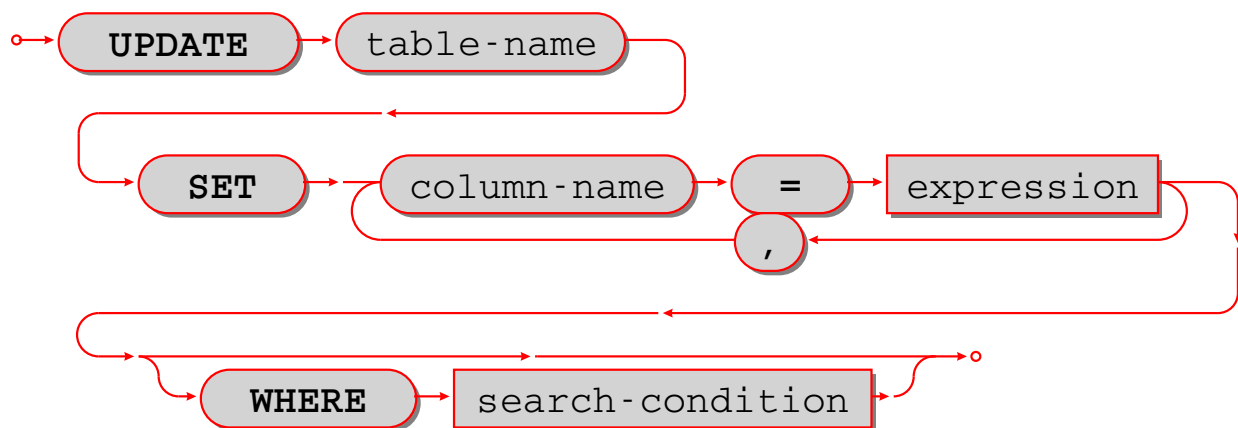 UPDATE table-name
SET column-name = expression
,
WHERE search-condition